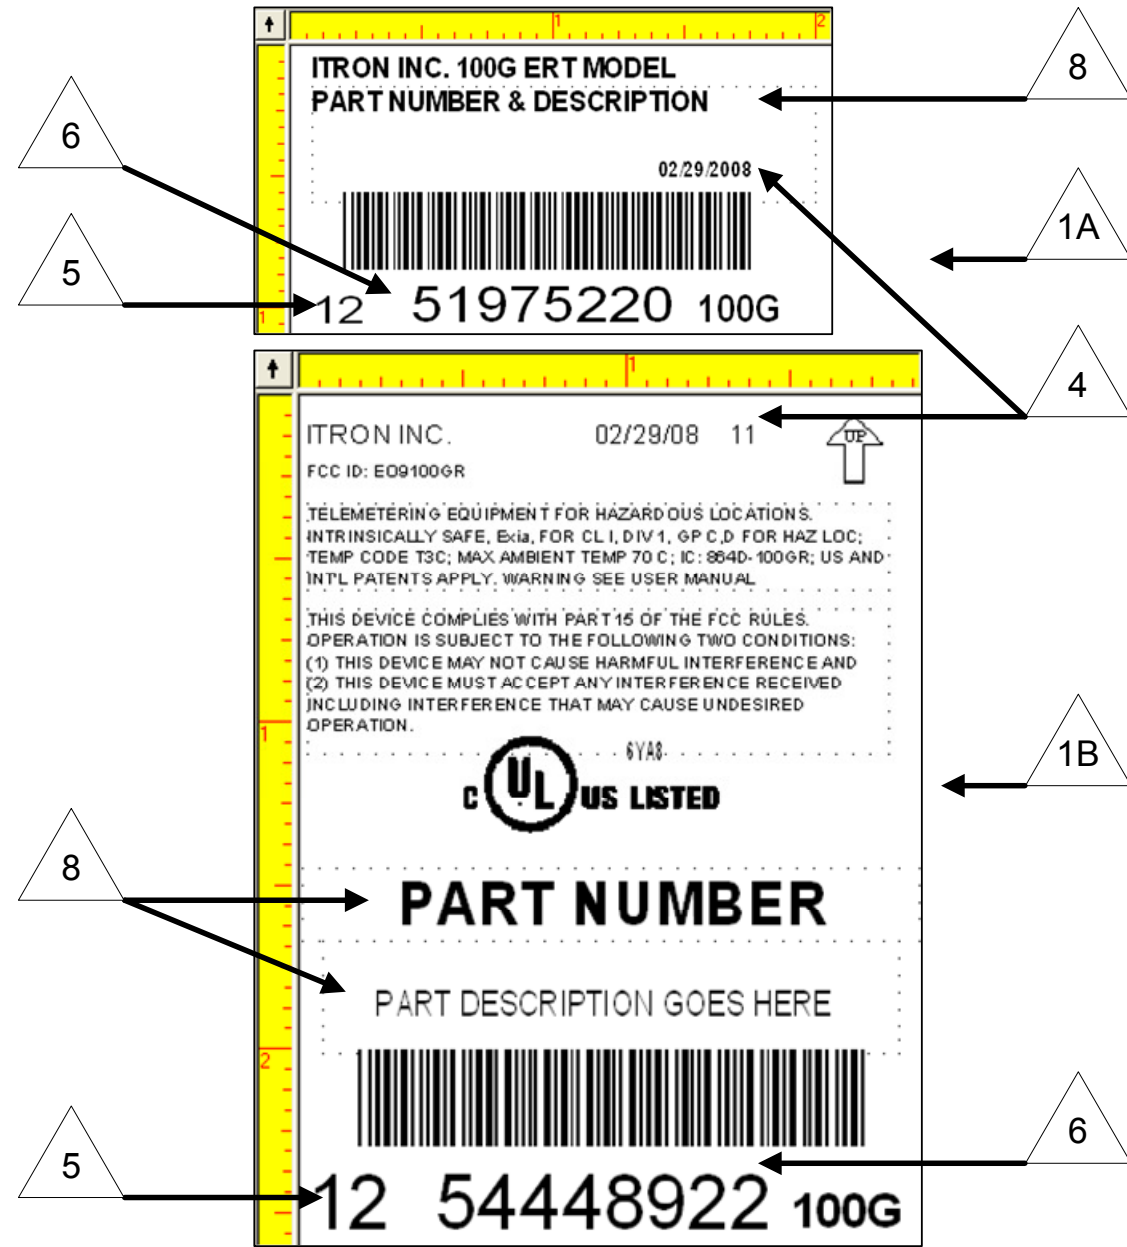 1 2
ITRON INC. 100G ERT MODEL
PART NUMBER & DESCRIPTION
8
6
02/29/2008
1A
5
12 51975220 100G
1
4
1
ITRON INC. 02/29/08 11 UP
FCC ID: EO9100GR
TELEMETERING EQUIPMENT FOR HAZARDOUS LOCATIONS.
INTRINSICALLY SAFE, Exia, FOR CL I, DIV 1, GP C,D FOR HAZ LOC;
TEMP CODE T3C; MAX AMBIENT TEMP 70 C; IC: 864D-100GR; US AND
INT'L PATENTS APPLY. WARNING SEE USER MANUAL
THIS DEVICE COMPLIES WITH PART 15 OF THE FCC RULES.
OPERATION IS SUBJECT TO THE FOLLOWING TWO CONDITIONS:
(1) THIS DEVICE MAY NOT CAUSE HARMFUL INTERFERENCE AND
(2) THIS DEVICE MUST ACCEPT ANY INTERFERENCE RECEIVED
INCLUDING INTERFERENCE THAT MAY CAUSE UNDESIRED
OPERATION.
1
6YA8
1B
C UL US LISTED
8
PART NUMBER
PART DESCRIPTION GOES HERE
2
6
5
12 54448922 100G